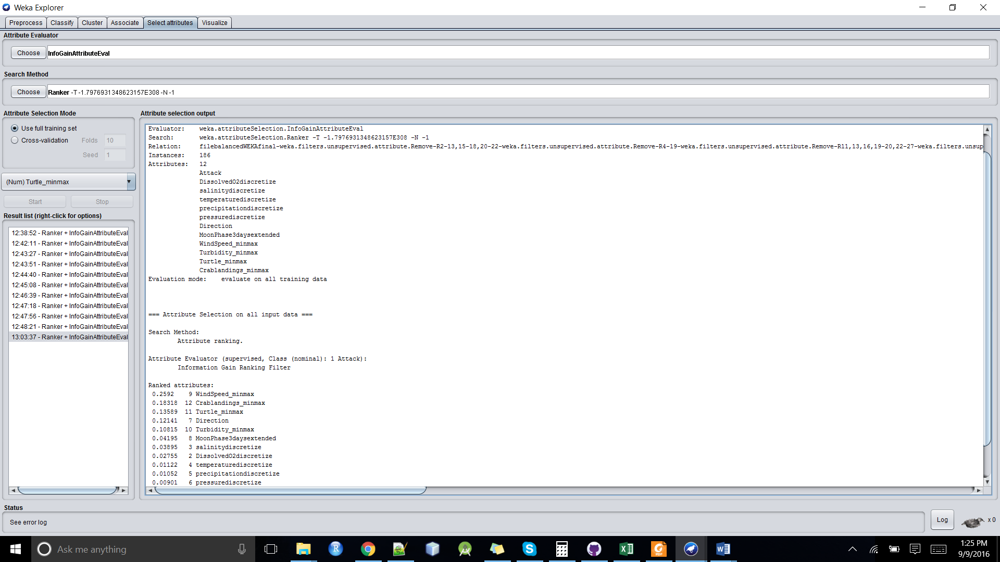 Weka Explorer
Preprocess Classify Cluster Associate Select attributes Visualize
Attribute Evaluator
Choose InfoGainAttributeEval
Search Method
Choose Ranker -T -1.7976931348623157E308 -N -1
Attribute Selection Mode
Use full training set
Cross-validation Folds 10
Seed 1
(Num) Turtle_minmax
Start Stop
Result list (right-click for options)
12:38:52 - Ranker + InfoGainAttributeEval
12:42:11 - Ranker + InfoGainAttributeEval
12:43:27 - Ranker + InfoGainAttributeEval
12:43:51 - Ranker + InfoGainAttributeEval
12:44:40 - Ranker + InfoGainAttributeEval
12:45:08 - Ranker + InfoGainAttributeEval
12:46:39 - Ranker + InfoGainAttributeEval
12:47:18 - Ranker + InfoGainAttributeEval
12:47:56 - Ranker + InfoGainAttributeEval
12:48:21 - Ranker + InfoGainAttributeEval
13:03:37 - Ranker + InfoGainAttributeEval
Attribute selection output
Evaluator: weka.attributeSelection.InfoGainAttributeEval
Search: weka.attributeSelection.Ranker -T -1.7976931348623157E308 -N -1
Relation: filebalancedWEKAfinal-weka.filters.unsupervised.attribute.Remove-R2-13,15-18,20-22-weka.filters.unsupervised.attribute.Remove-R4-19-weka.filters.unsupervised.attribute.Remove-R11,13,16,19-20,22-27-weka.filters.unsup
Instances: 186
Attributes: 12
Attack
DissolvedO2discretize
salinitydiscretize
temperaturediscretize
precipitationdiscretize
pressurediscretize
Direction
MoonPhase3daysextended
WindSpeed_minmax
Turbidity_minmax
Turtle_minmax
Crablandings_minmax
Evaluation mode: evaluate on all training data
=== Attribute Selection on all input data ===
Search Method:
Attribute ranking.
Attribute Evaluator (supervised, Class (nominal): 1 Attack):
Information Gain Ranking Filter
Ranked attributes:
0.2592 9 WindSpeed_minmax
0.18318 12 Crablandings_minmax
0.13589 11 Turtle_minmax
0.12141 7 Direction
0.10815 10 Turbidity_minmax
0.04195 8 MoonPhase3daysextended
0.03895 3 salinitydiscretize
0.02755 2 DissolvedO2discretize
0.01122 4 temperaturediscretize
0.01052 5 precipitationdiscretize
0.00901 6 pressurediscretize
Status
See error log
Log
x 0
Ask me anything
1:25 PM
9/9/2016